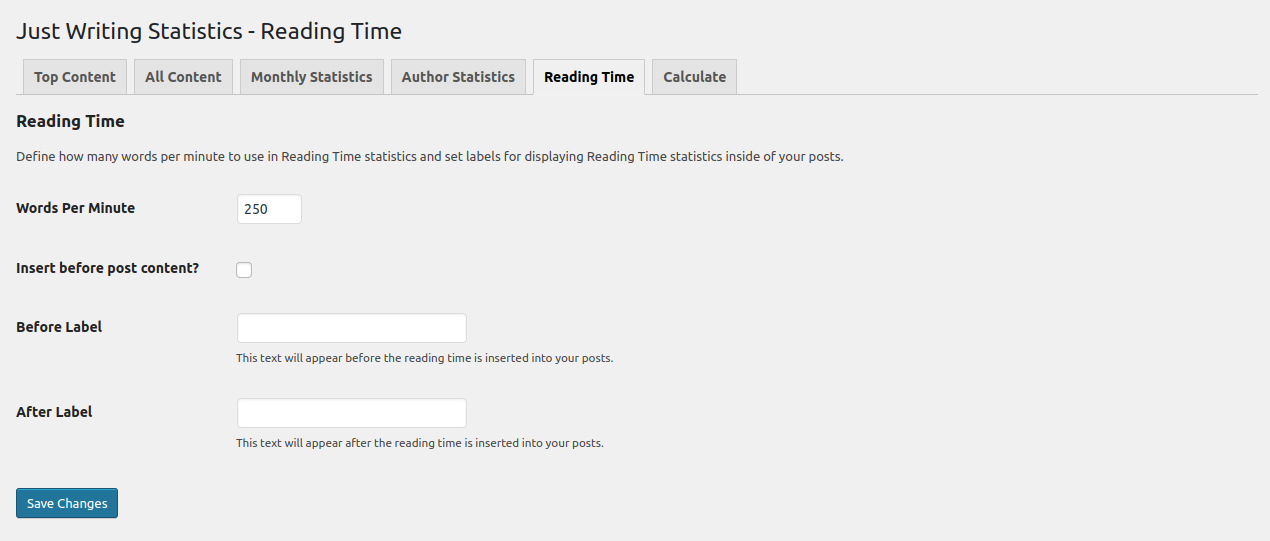 Just Writing Statistics - Reading Time
Top Content All Content Monthly Statistics Author Statistics Reading Time Calculate
Reading Time
Define how many words per minute to use in Reading Time statistics and set labels for displaying Reading Time statistics inside of your posts.
Words Per Minute 250
Insert before post content?
Before Label
This text will appear before the reading time is inserted into your posts.
After Label
This text will appear after the reading time is inserted into your posts.
Save Changes